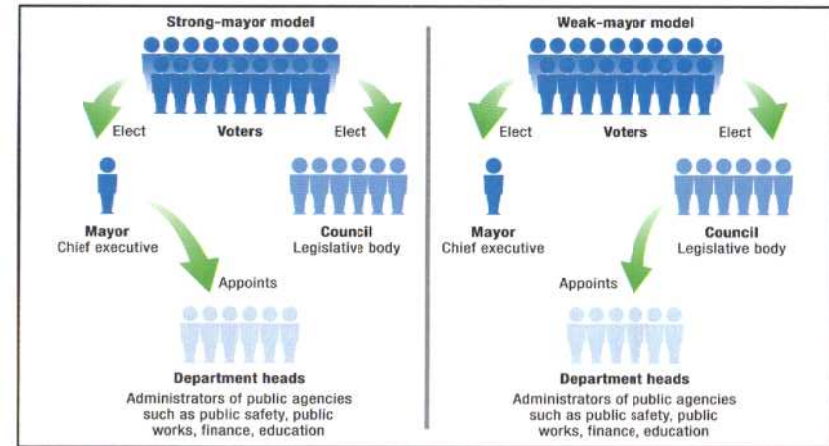 Strong-mayor model
Elect
Voters
Elect
Mayor
Chief executive
Council
Legislative body
Appoints
Department heads
Administrators of public agencies
such as public safety, public
works, finance, education
Weak-mayor model
Elect
Voters
Elect
Mayor
Chief executive
Council
Legislative body
Appoints
Department heads
Administrators of public agencies
such as public safety, public
works, finance, education